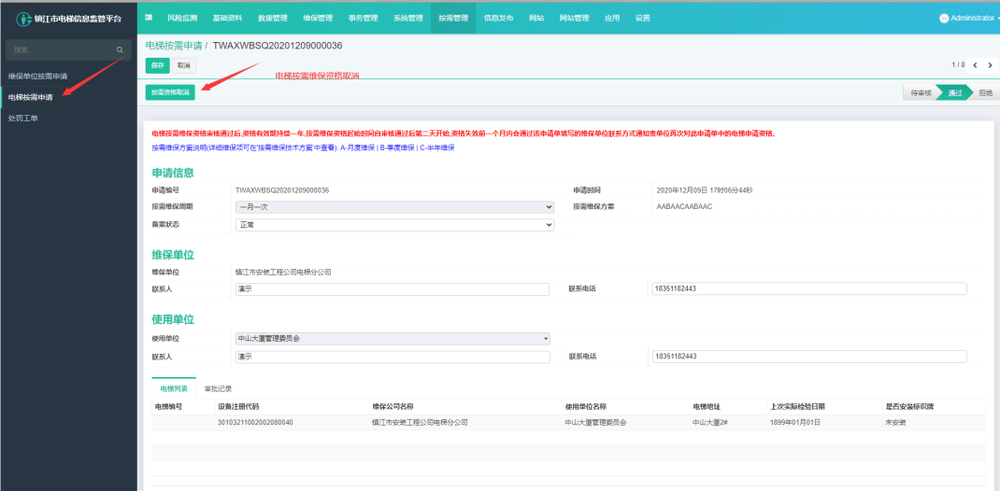 镇江市电梯信息监管平台
风险监测 基础资料 救援管理 维保管理 事务管理 系统管理 按需管理 信息发布 网站 网站管理 应用 设置
Administrator
搜索
维保单位按需申请
电梯按需申请
处罚工单
电梯按需申请 / TWAXWBSQ20201209000036
保存 取消
电梯按需维保资格取消
1 / 8
按需资格取消
待审核 通过 拒绝
电梯按需维保资格审核通过后,资格有效期持续一年,按需维保资格起始时间自审核通过后第二天开始,资格失效前一个月内会通过该申请单填写的维保单位联系方式通知贵单位再次对此申请单中的电梯申请资格。
按需维保方案说明(详细维保项可在'按需维保技术方案'中查看): A-月度维保 | B-季度维保 | C-半年维保
申请信息
申请编号 TWAXWBSQ20201209000036 申请时间 2020年12月09日 17时06分44秒
按需维保周期 一月一次 按需维保方案 AABAACAABAAC
备案状态 正常
维保单位
维保单位 镇江市安装工程公司电梯分公司
联系人 演示 联系电话 18351182443
使用单位
使用单位 中山大厦管理委员会
联系人 演示 联系电话 18351182443
电梯列表 审批记录
电梯编号 设备注册代码 维保公司名称 使用单位名称 电梯地址 上次实际检验日期 是否安装标识牌
30103211002002080040 镇江市安装工程公司电梯分公司 中山大厦管理委员会 中山大厦2# 1899年01月01日 未安装